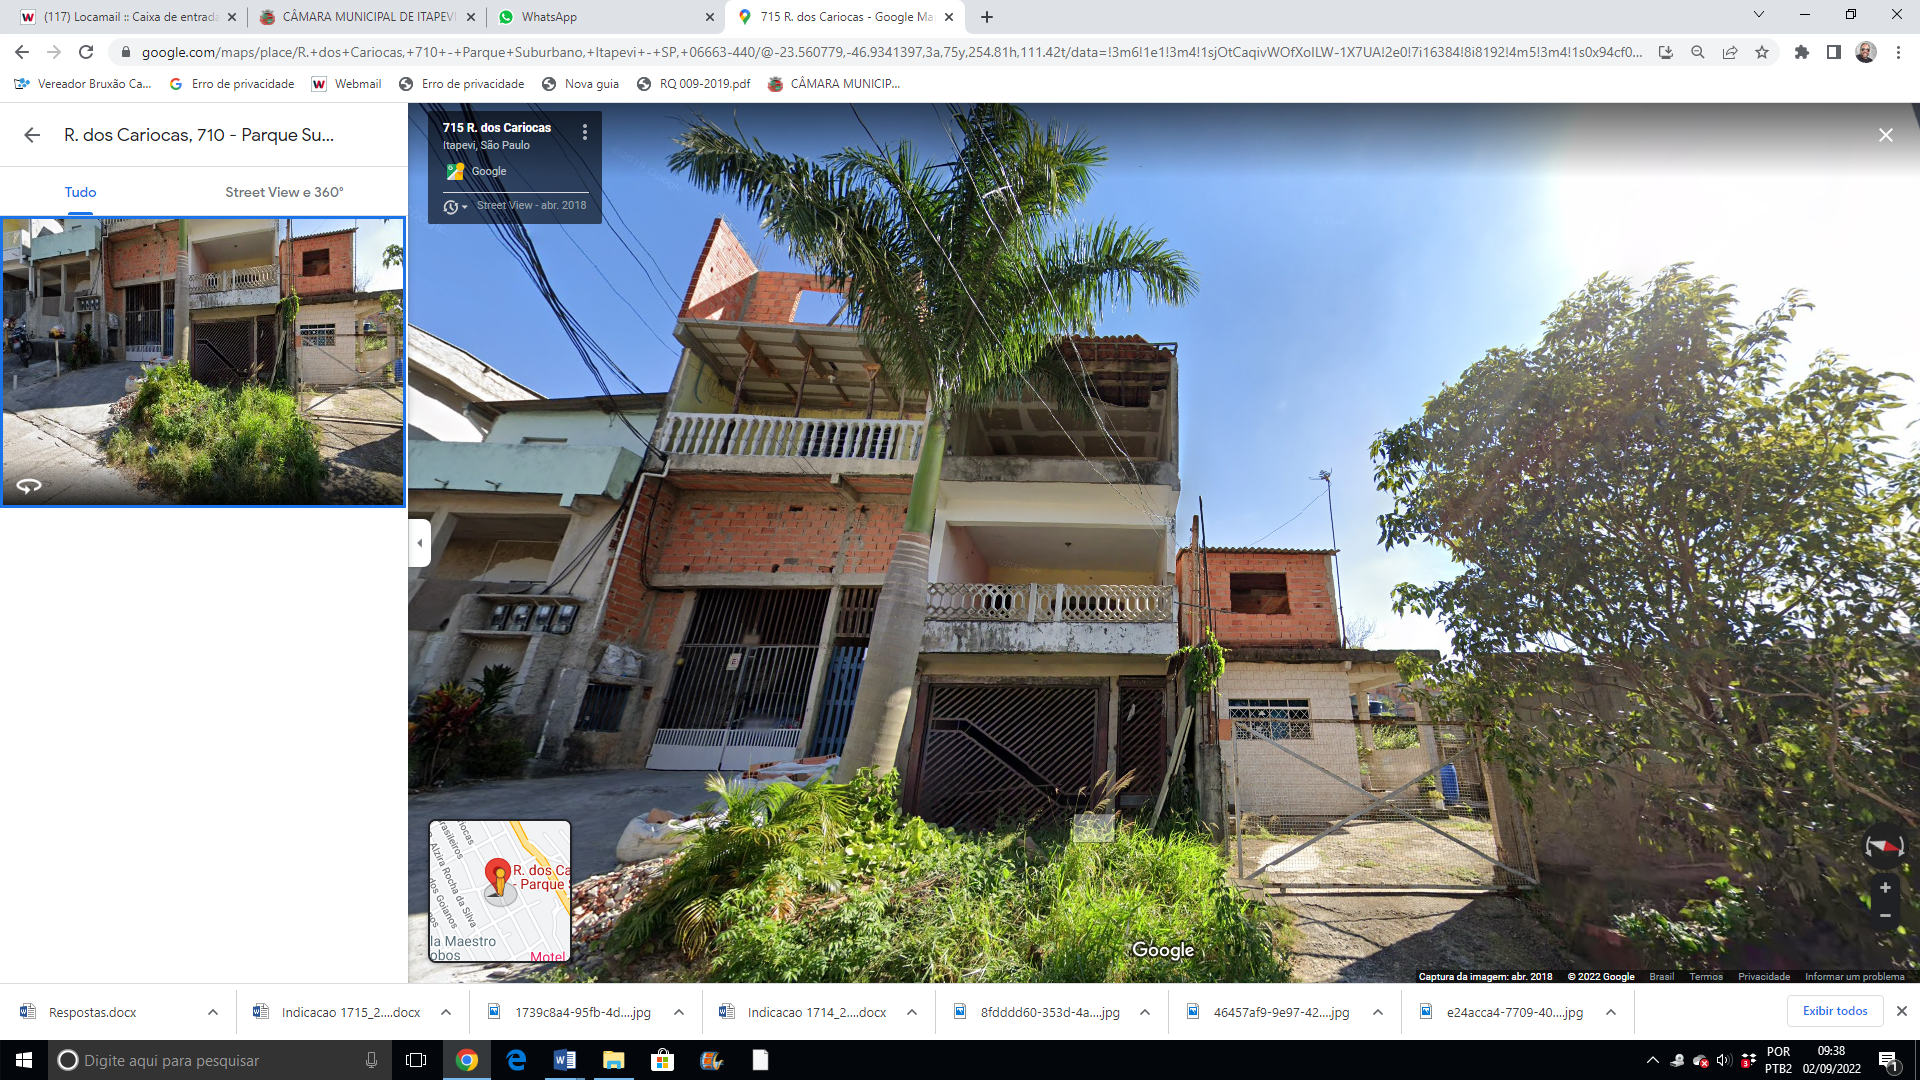 (117) Locamail :: Caixa de entrada
CÂMARA MUNICIPAL DE ITAPEVI
WhatsApp
715 R. dos Cariocas - Google Ma
google.com/maps/place/R.+dos+Cariocas,+710+-+Parque+Suburbano,+Itapevi+-+SP,+06663-440/@-23.560779,-46.9341397,3a,75y,254.81h,111.42t/data=!3m6!1e1!3m4!1sjOtCaqivWOfXoILW-1X7UA!2e0!7i16384!8i8192!4m5!3m4!1s0x94cf0...
Vereador Bruxão Ca...
Erro de privacidade
Webmail
Erro de privacidade
Nova guia
RQ 009-2019.pdf
CÂMARA MUNICIP...
R. dos Cariocas, 710 - Parque Su...
Tudo
Street View e 360°
715 R. dos Cariocas
Itapevi, São Paulo
Google
Street View - abr. 2018
R. dos Ca
- Parque
Alzira Rocha da Silva
dos Goianos
la Maestro
obos
Motel
Google
Captura da imagem: abr. 2018
© 2022 Google
Brasil
Termos
Privacidade
Informar um problema
Respostas.docx
Indicacao 1715_2....docx
1739c8a4-95fb-4d....jpg
Indicacao 1714_2....docx
8fdddd60-353d-4a....jpg
46457af9-9e97-42....jpg
e24acca4-7709-40....jpg
Exibir todos
Digite aqui para pesquisar
POR
PTB2
09:38
02/09/2022
3
1